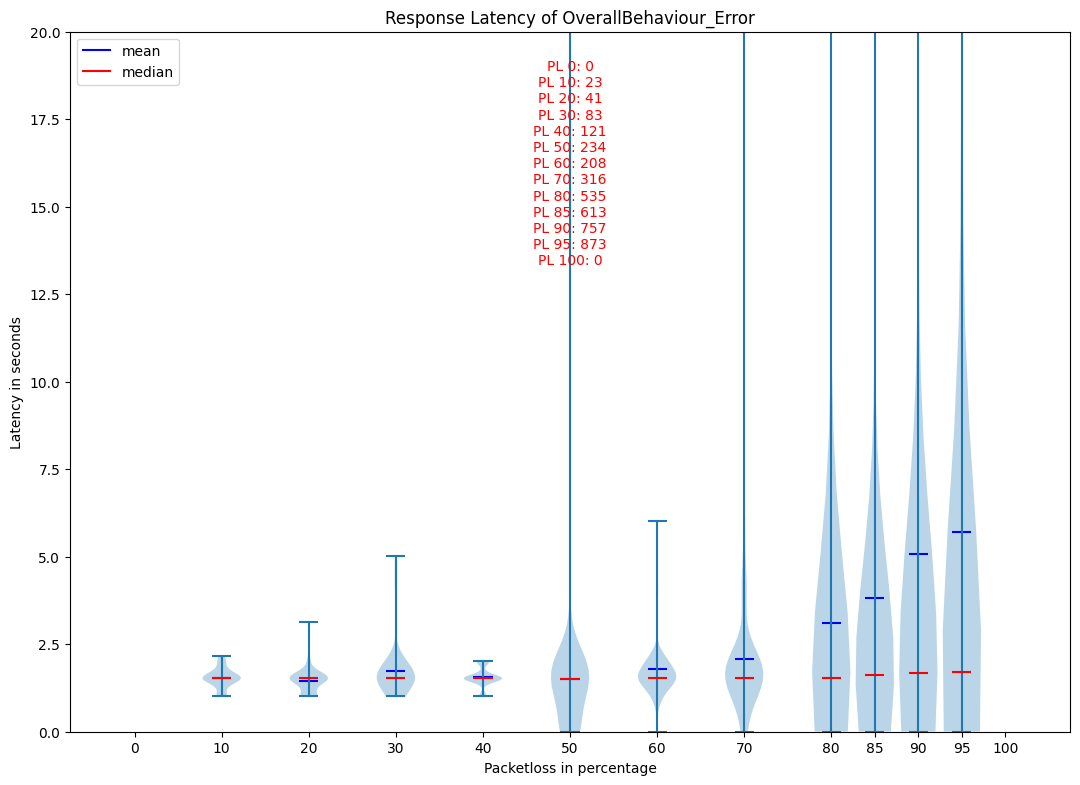 Response Latency of OverallBehaviour_Error
mean
median
PL 0: 0
PL 10: 23
PL 20: 41
PL 30: 83
PL 40: 121
PL 50: 234
PL 60: 208
PL 70: 316
PL 80: 535
PL 85: 613
PL 90: 757
PL 95: 873
PL 100: 0
Latency in seconds
20.0
17.5
15.0
12.5
10.0
7.5
5.0
2.5
0.0
0 10 20 30 40 50 60 70 80 85 90 95 100
Packetloss in percentage